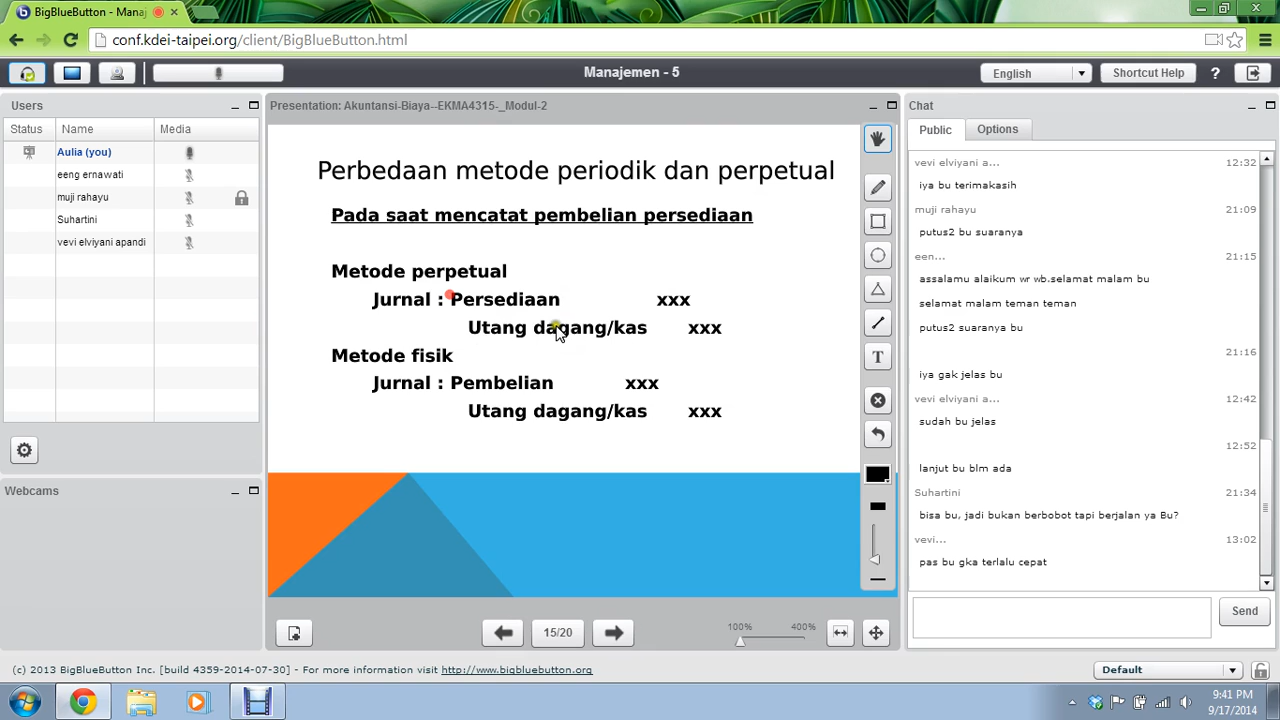 BigBlueButton - Manaj
conf.kdei-taipei.org/client/BigBlueButton.html
Manajemen - 5
English
Shortcut Help
?
Users
Status Name Media
Aulia (you)
eeng ernawati
muji rahayu
Suhartini
vevi elviyani apandi
Webcams
Presentation: Akuntansi-Biaya--EKMA4315-_Modul-2
Perbedaan metode periodik dan perpetual
Pada saat mencatat pembelian persediaan
Metode perpetual
Jurnal : Persediaan xxx
Utang dagang/kas xxx
Metode fisik
Jurnal : Pembelian xxx
Utang dagang/kas xxx
T
15/20
100% 400%
Chat
Public Options
vevi elviyani a... 12:32
iya bu terimakasih
muji rahayu 21:09
putus2 bu suaranya
een... 21:15
assalamu alaikum wr wb.selamat malam bu
selamat malam teman teman
putus2 suaranya bu
21:16
iya gak jelas bu
vevi elviyani a... 12:42
sudah bu jelas
12:52
lanjut bu blm ada
Suhartini 21:34
bisa bu, jadi bukan berbobot tapi berjalan ya Bu?
vevi... 13:02
pas bu gka terlalu cepat
Send
(c) 2013 BigBlueButton Inc. [build 4359-2014-07-30] - For more information visit http://www.bigbluebutton.org
Default
9:41 PM
9/17/2014